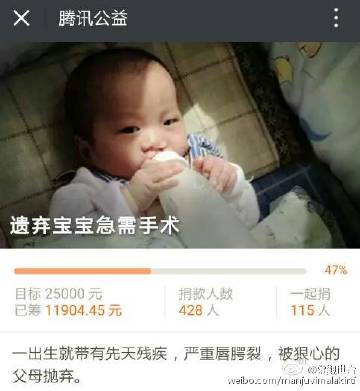 腾讯公益
遗弃宝宝急需手术
47%
目标 25000 元 捐款人数 一起捐
已筹 11904.45 元 428 人 115 人
一出生就带有先天残疾，严重唇腭裂，被狠心的
父母抛弃。
weibo.com/manjuvimalakirti